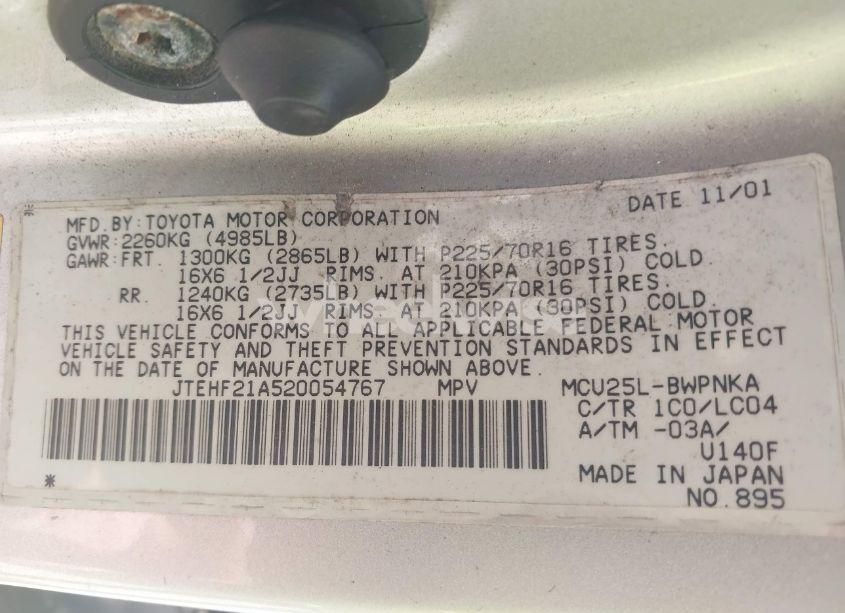 DATE 11/01
MFD.BY:TOYOTA MOTOR CORPORATION
GVWR:2260KG (4985LB)
GAWR:FRT. 1300KG (2865LB) WITH P225/70R16 TIRES.
16X6 1/2JJ RIMS. AT 210KPA (30PSI) COLD.
RR. 1240KG (2735LB) WITH P225/70R16 TIRES.
16X6 1/2JJ RIMS. AT 210KPA (30PSI) COLD.
THIS VEHICLE CONFORMS TO ALL APPLICABLE FEDERAL MOTOR
VEHICLE SAFETY AND THEFT PREVENTION STANDARDS IN EFFECT
ON THE DATE OF MANUFACTURE SHOWN ABOVE.
JTEHF21A520054767 MPV MCU25L-BWPNKA
C/TR 1C0/LC04
A/TM -03A/
U140F
MADE IN JAPAN
NO.895